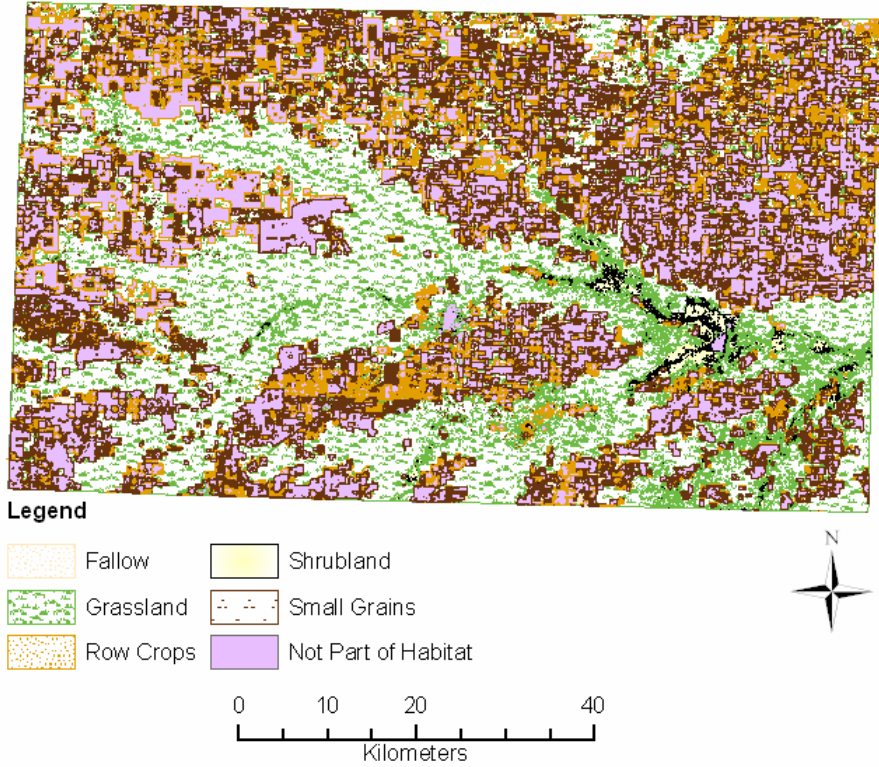 Legend
Fallow
Shrubland
Grassland
Small Grains
Row Crops
Not Part of Habitat
N
0 10 20 40
Kilometers